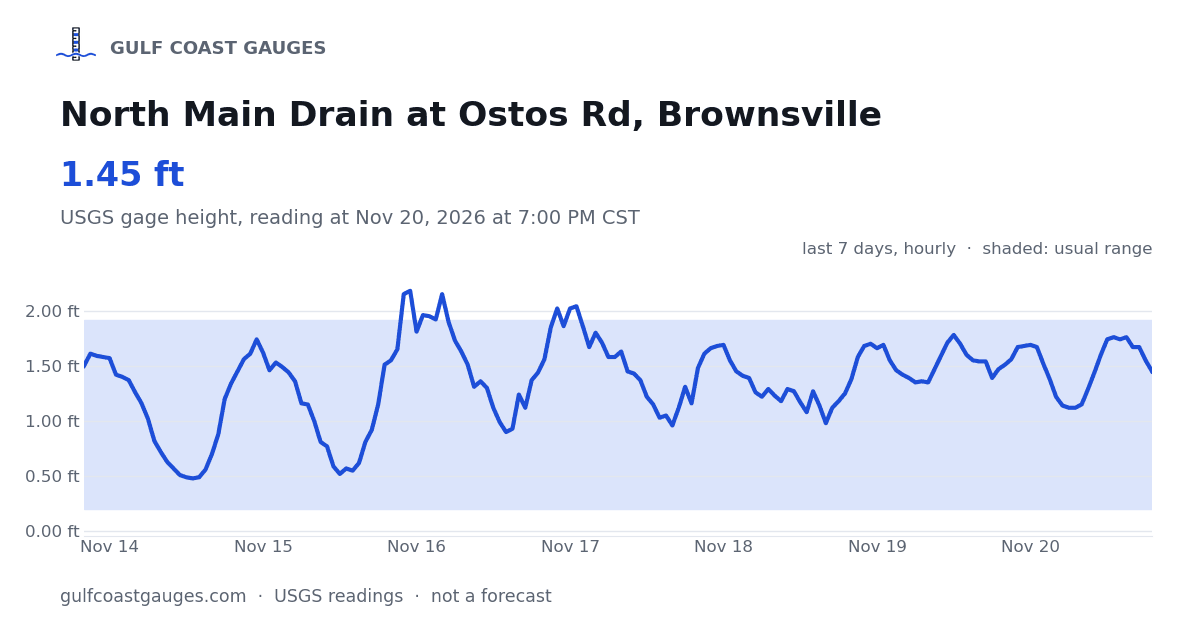 GULF COAST GAUGES
North Main Drain at Ostos Rd, Brownsville
1.45 ft
USGS gage height, reading at Nov 20, 2026 at 7:00 PM CST
last 7 days, hourly · shaded: usual range
2.00 ft
1.50 ft
1.00 ft
0.50 ft
0.00 ft
Nov 14 Nov 15 Nov 16 Nov 17 Nov 18 Nov 19 Nov 20
gulfcoastgauges.com · USGS readings · not a forecast